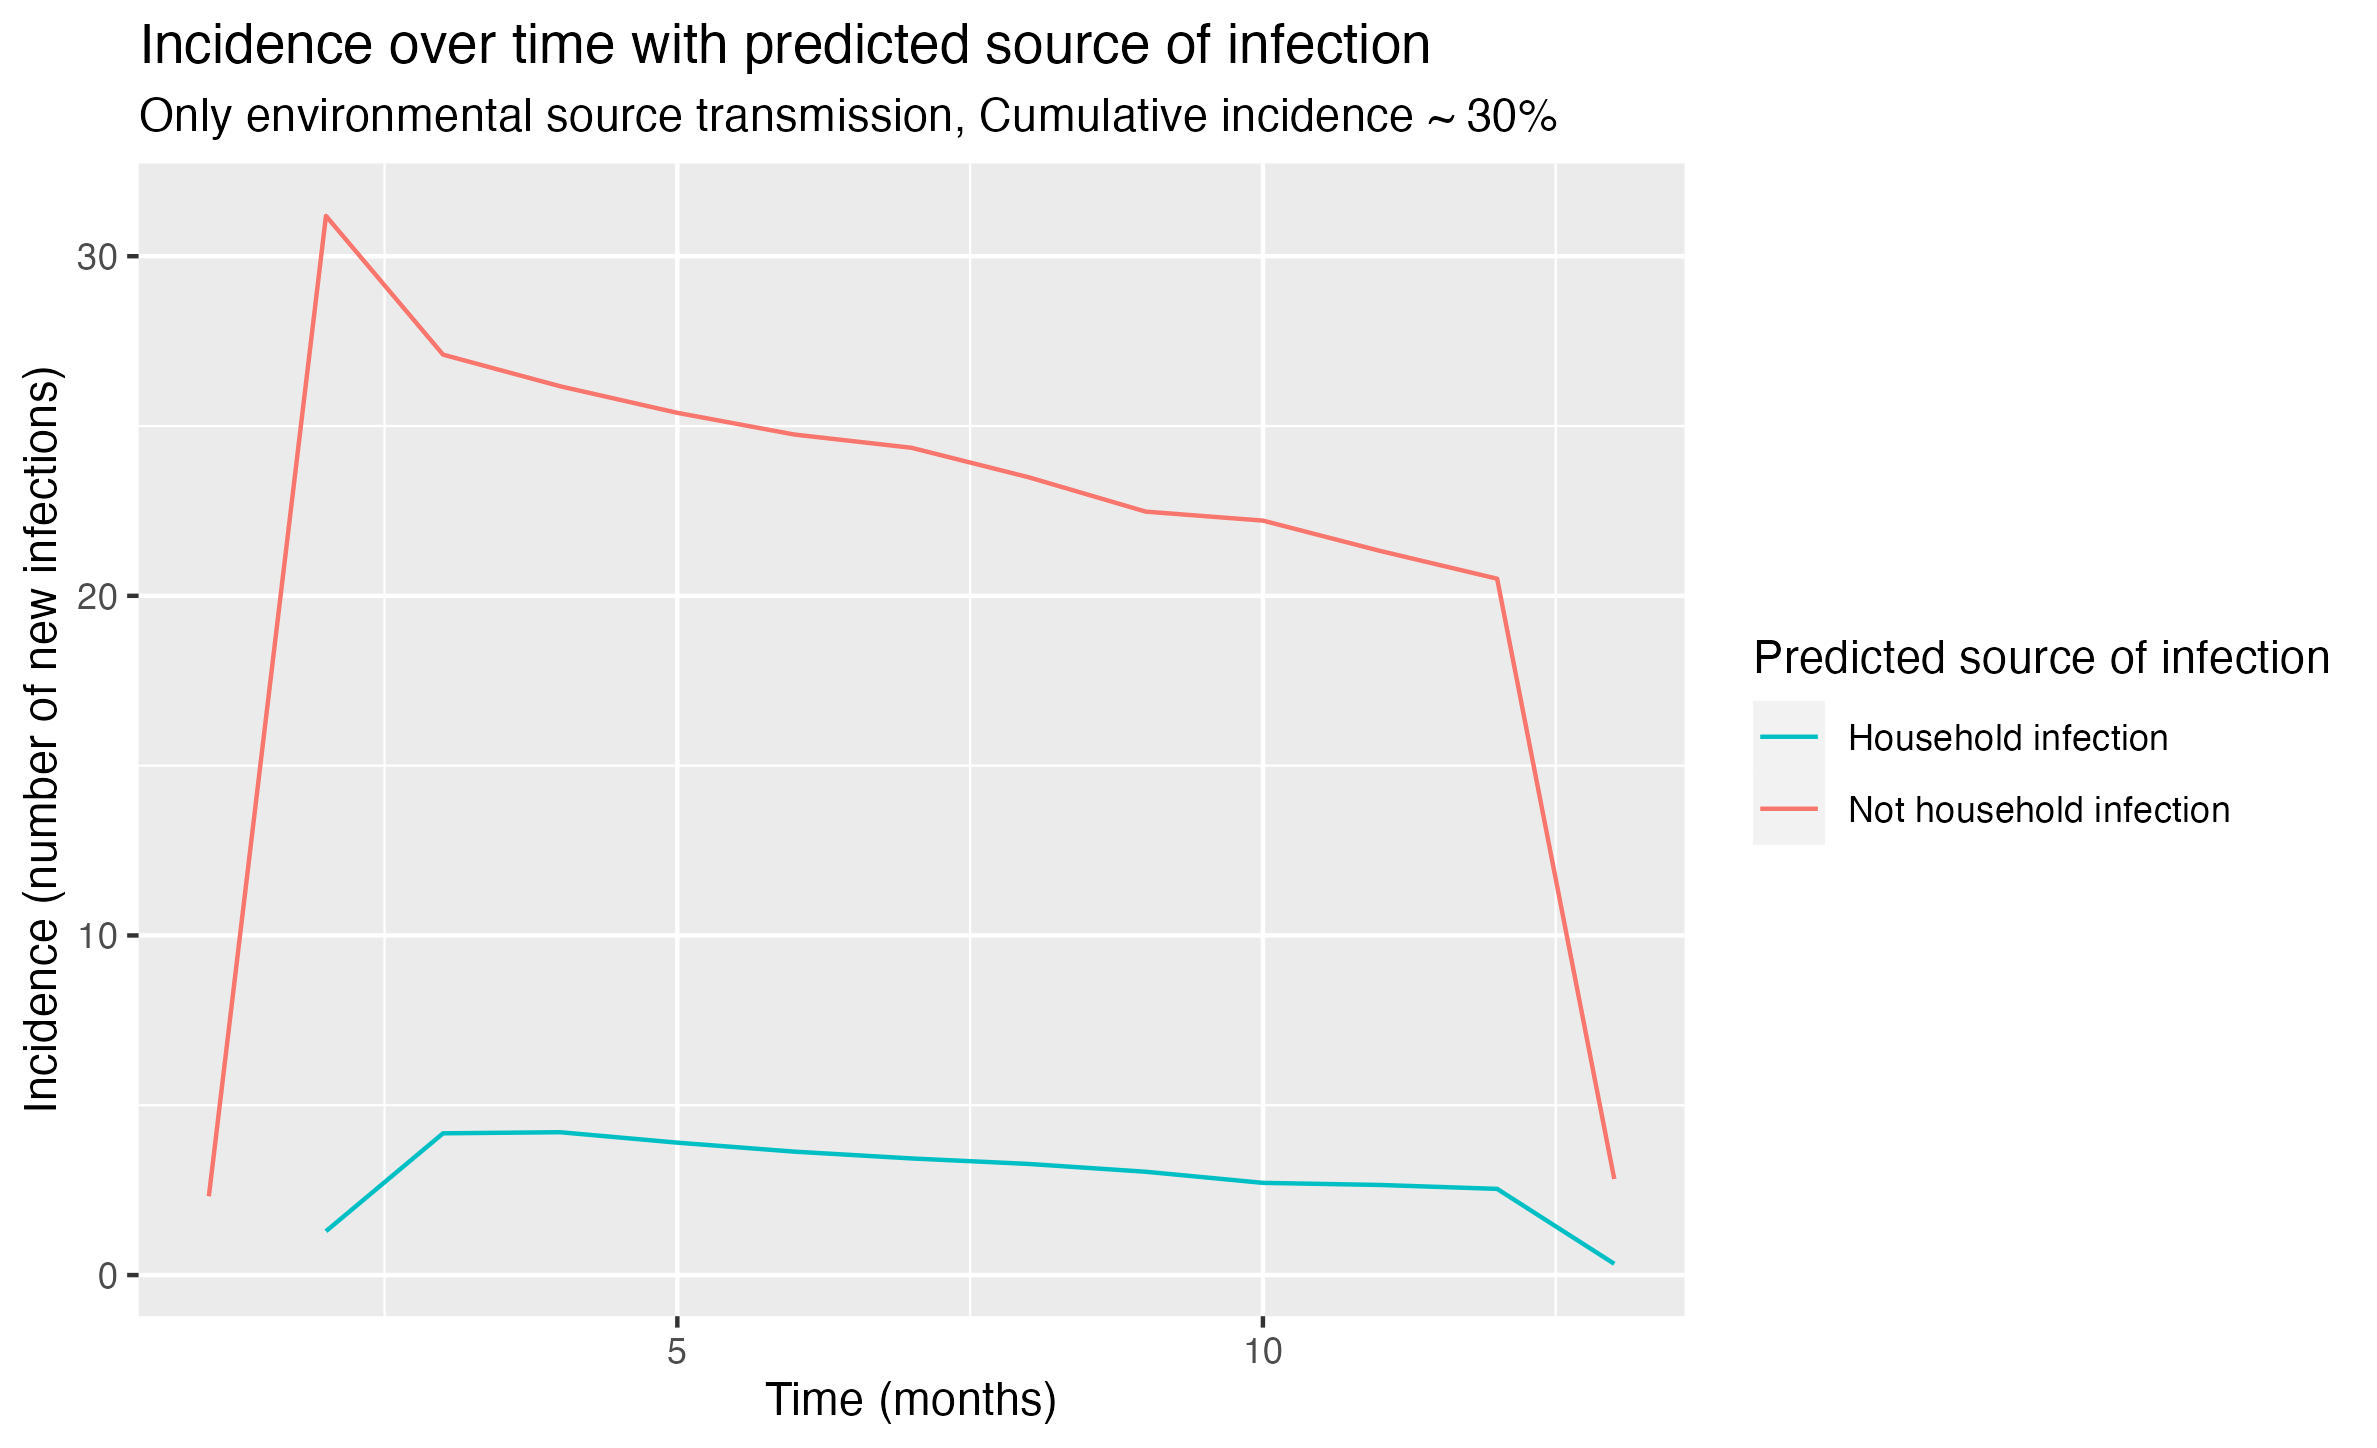 Incidence over time with predicted source of infection
Only environmental source transmission, Cumulative incidence ~ 30%
Incidence (number of new infections)
30
20
10
0
5
10
Time (months)
Predicted source of infection
Household infection
Not household infection